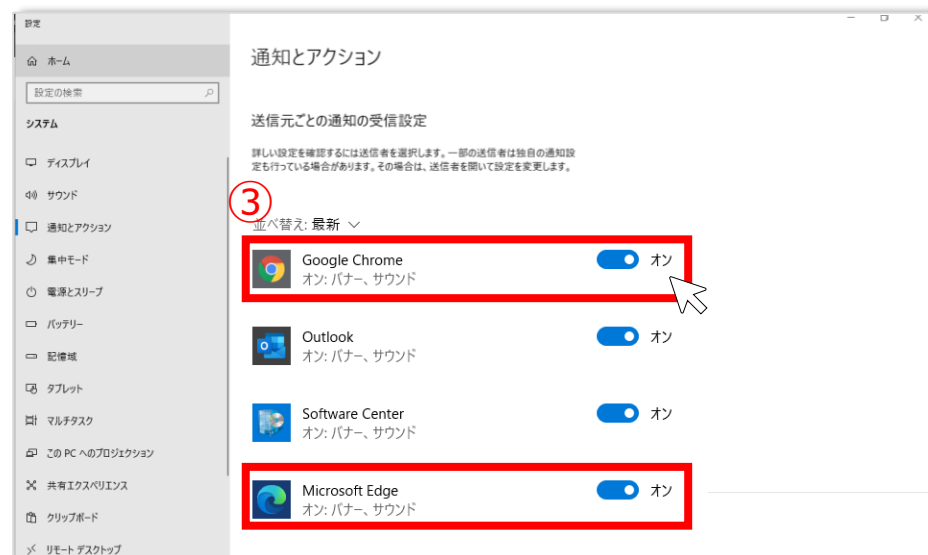 設定
ホーム
設定の検索
システム
ディスプレイ
サウンド
通知とアクション
集中モード
電源とスリープ
バッテリー
記憶域
タブレット
マルチタスク
この PC へのプロジェクション
共有エクスペリエンス
クリップボード
リモート デスクトップ
通知とアクション
送信元ごとの通知の受信設定
詳しい設定を確認するには送信者を選択します。一部の送信者は独自の通知設
定も行っている場合があります。その場合は、送信者を開いて設定を変更します。
③
並べ替え: 最新
Google Chrome
オン: バナー、サウンド
オン
Outlook
オン: バナー、サウンド
オン
Software Center
オン: バナー、サウンド
オン
Microsoft Edge
オン: バナー、サウンド
オン